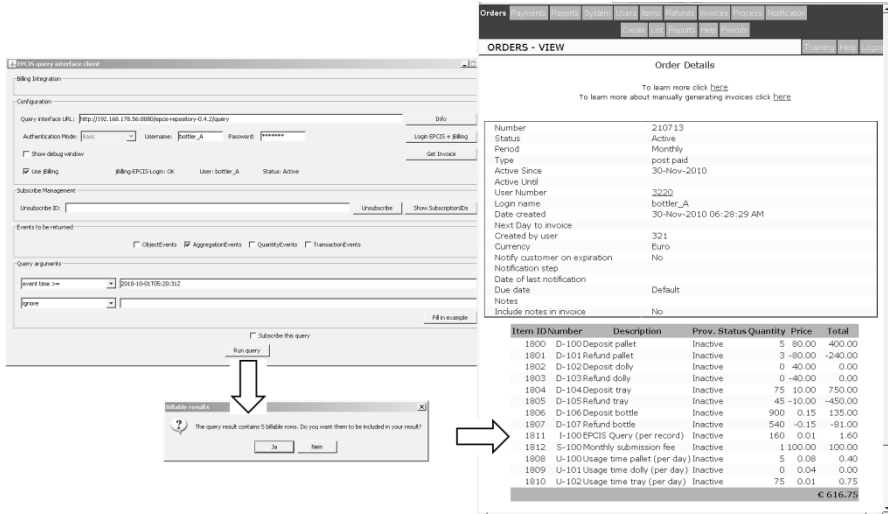 EPCIS query interface client
Billing Integration
Configuration
Query interface URL: http://192.168.178.56:8080/epcis-repository-0.4.2/query Info
Authentication Mode: Basic Username: bottler_A Password: ******* Login EPCIS + jBilling
Show debug window Get Invoice
Use jBilling jBilling-EPCIS-Login: OK User: bottler_A Status: Active
Subscribe Management
Unsubscribe ID: Unsubscribe Show SubscriptionIDs
Events to be returned
ObjectEvents AggregationEvents QuantityEvents TransactionEvents
Query arguments
event time >= 2010-10-01T05:20:31Z
ignore
Fill in example
Subscribe this query
Run query
Billable results
The query result contains 5 billable rows. Do you want them to be included in your result?
Ja Nein
Orders Payments Reports System Users Items Refunds Invoices Process Notification
Create List Reports Help Periods
ORDERS - VIEW Training Help Logout
Order Details
To learn more click here
To learn more about manually generating invoices click here
Number 210713
Status Active
Period Monthly
Type post paid
Active Since 30-Nov-2010
Active Until
User Number 3220
Login name bottler_A
Date created 30-Nov-2010 06:28:29 AM
Next Day to invoice
Created by user 321
Currency Euro
Notify customer on expiration No
Notification step
Date of last notification
Due date Default
Notes
Include notes in invoice No
Item ID Number Description Prov. Status Quantity Price Total
1800 D-100 Deposit pallet Inactive 5 80.00 400.00
1801 D-101 Refund pallet Inactive 3 -80.00 -240.00
1802 D-102 Deposit dolly Inactive 0 40.00 0.00
1803 D-103 Refund dolly Inactive 0 -40.00 0.00
1804 D-104 Deposit tray Inactive 75 10.00 750.00
1805 D-105 Refund tray Inactive 45 -10.00 -450.00
1806 D-106 Deposit bottle Inactive 900 0.15 135.00
1807 D-107 Refund bottle Inactive 540 -0.15 -81.00
1811 I-100 EPCIS Query (per record) Inactive 160 0.01 1.60
1812 S-100 Monthly submission fee Inactive 1 100.00 100.00
1808 U-100 Usage time pallet (per day) Inactive 5 0.08 0.40
1809 U-101 Usage time dolly (per day) Inactive 0 0.04 0.00
1810 U-102 Usage time tray (per day) Inactive 75 0.01 0.75
€ 616.75